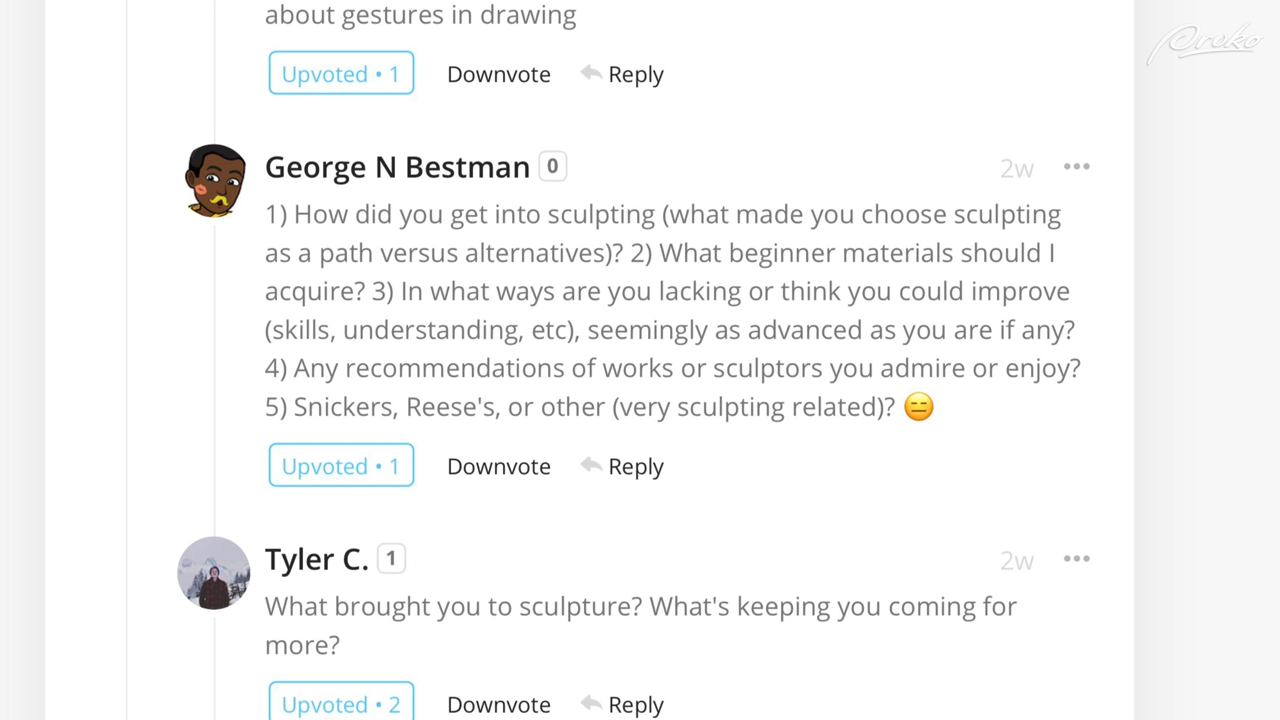 about gestures in drawing
Upvoted • 1 Downvote Reply
Proko
George N Bestman 0 2w •••
1) How did you get into sculpting (what made you choose sculpting
as a path versus alternatives)? 2) What beginner materials should I
acquire? 3) In what ways are you lacking or think you could improve
(skills, understanding, etc), seemingly as advanced as you are if any?
4) Any recommendations of works or sculptors you admire or enjoy?
5) Snickers, Reese's, or other (very sculpting related)? 😑
Upvoted • 1 Downvote Reply
Tyler C. 1 2w •••
What brought you to sculpture? What's keeping you coming for
more?
Upvoted • 2 Downvote Reply